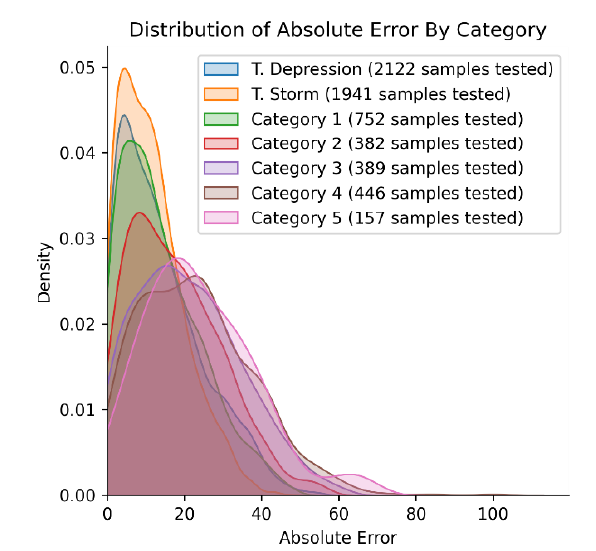 Distribution of Absolute Error By Category
0.05
0.04
0.03
0.02
0.01
0.00
Density
T. Depression (2122 samples tested)
T. Storm (1941 samples tested)
Category 1 (752 samples tested)
Category 2 (382 samples tested)
Category 3 (389 samples tested)
Category 4 (446 samples tested)
Category 5 (157 samples tested)
0 20 40 60 80 100
Absolute Error